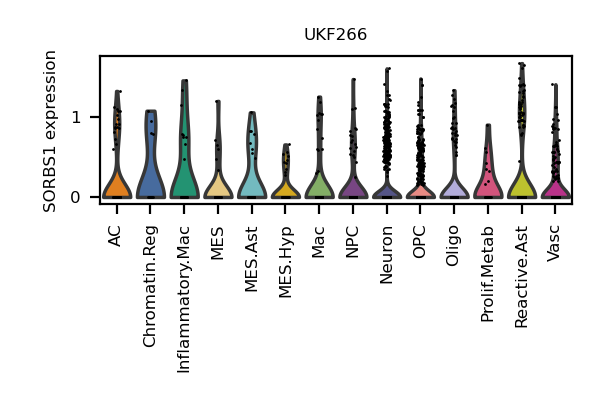 UKF266
SORBS1 expression
1
0
AC
Chromatin.Reg
Inflammatory.Mac
MES
MES.Ast
MES.Hyp
Mac
NPC
Neuron
OPC
Oligo
Prolif.Metab
Reactive.Ast
Vasc